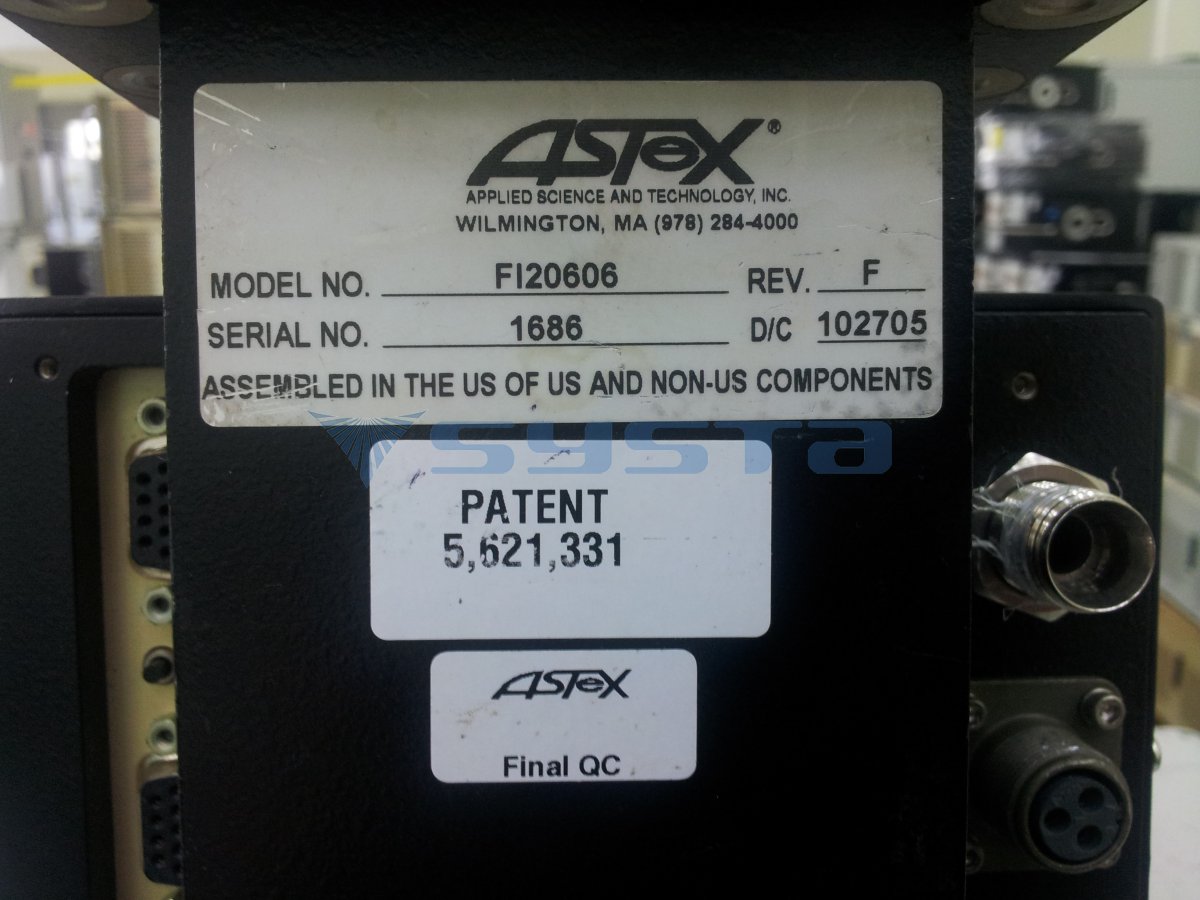 ASTeX®
APPLIED SCIENCE AND TECHNOLOGY, INC.
WILMINGTON, MA (978) 284-4000
MODEL NO. FI20606 REV. F
SERIAL NO. 1686 D/C 102705
ASSEMBLED IN THE US OF US AND NON-US COMPONENTS
systa
PATENT
5,621,331
ASTeX
Final QC